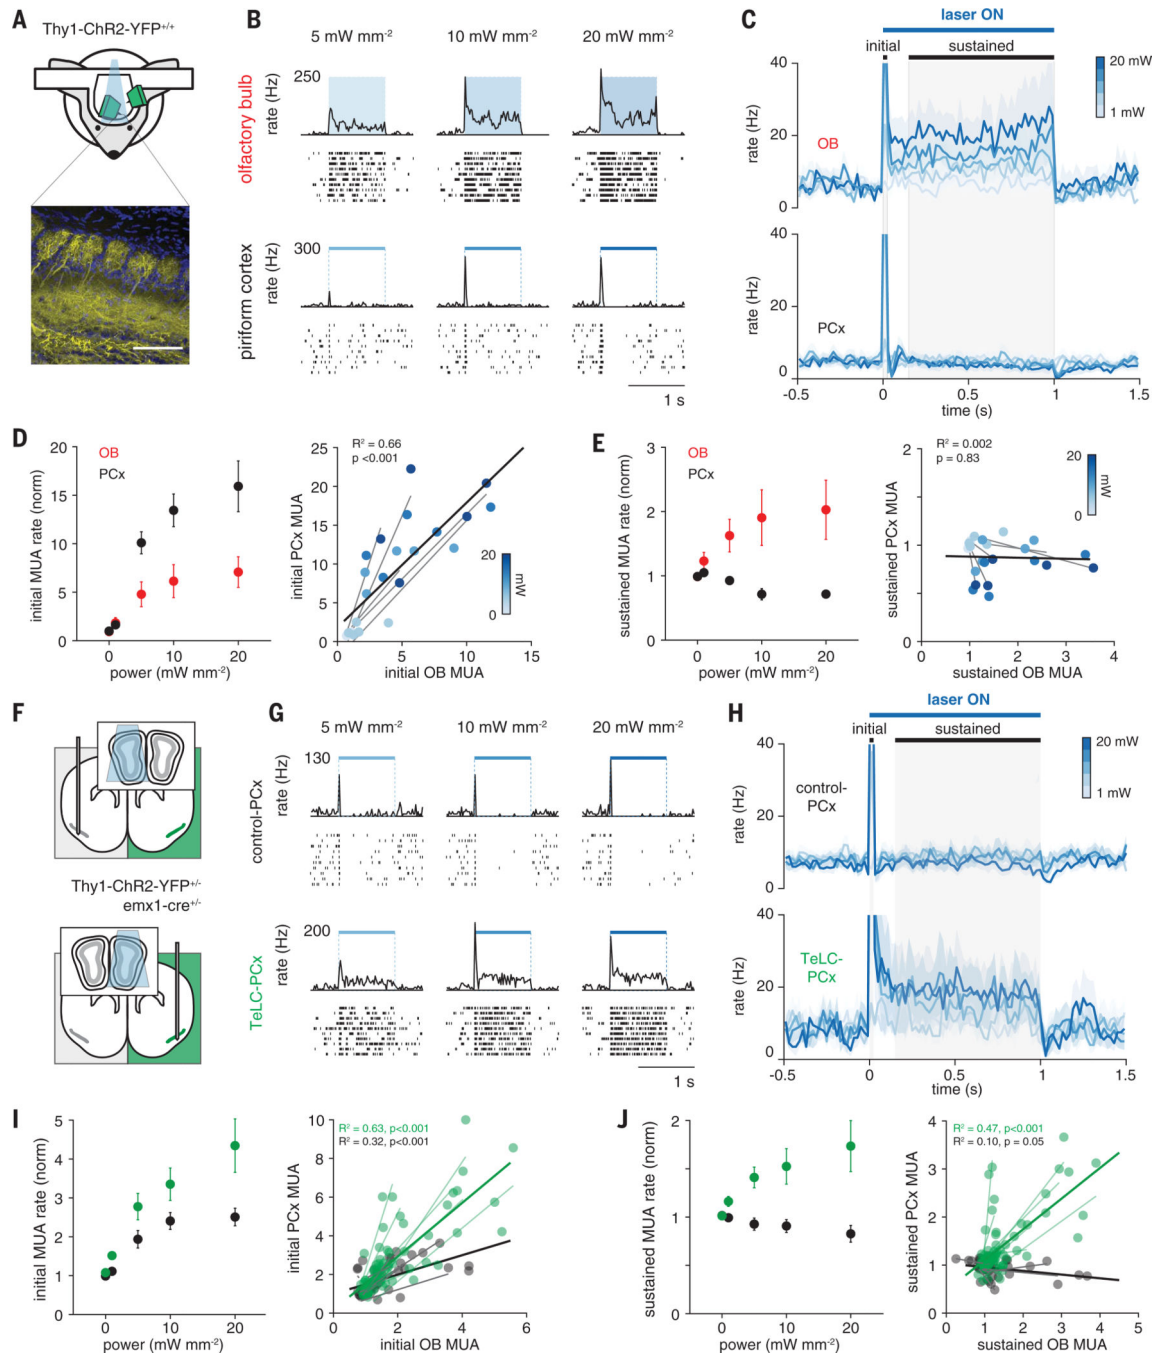 A
Thy1-ChR2-YFP+/+
B
5 mW mm-2
10 mW mm-2
20 mW mm-2
olfactory bulb
rate (Hz)
250
piriform cortex
rate (Hz)
300
1 s
C
laser ON
initial
sustained
20 mW
1 mW
40
rate (Hz)
20
OB
0
40
rate (Hz)
20
PCx
0
-0.5
0
0.5
1
1.5
time (s)
D
initial MUA rate (norm)
20
15
10
5
0
OB
PCx
0
10
20
power (mW mm-2)
R2 = 0.66
p <0.001
initial PCx MUA
25
20
15
10
5
0
20
mW
0
0
5
10
15
initial OB MUA
E
sustained MUA rate (norm)
3
2
1
0
OB
PCx
0
10
20
power (mW mm-2)
R2 = 0.002
p = 0.83
sustained PCx MUA
2
1
0
20
mW
0
0
1
2
3
4
sustained OB MUA
F
Thy1-ChR2-YFP+/-
emx1-cre+/-
G
5 mW mm-2
10 mW mm-2
20 mW mm-2
control-PCx
rate (Hz)
130
TeLC-PCx
rate (Hz)
200
1 s
H
laser ON
initial
sustained
20 mW
1 mW
40
rate (Hz)
20
control-
PCx
0
40
rate (Hz)
20
TeLC-
PCx
0
-0.5
0
0.5
1
1.5
time (s)
I
initial MUA rate (norm)
5
4
3
2
1
0
0
10
20
power (mW mm-2)
R2 = 0.63, p<0.001
R2 = 0.32, p<0.001
initial PCx MUA
10
8
6
4
2
0
0
2
4
6
initial OB MUA
J
sustained MUA rate (norm)
2
1
0
0
10
20
power (mW mm-2)
R2 = 0.47, p<0.001
R2 = 0.10, p = 0.05
sustained PCx MUA
4
3
2
1
0
0
1
2
3
4
5
sustained OB MUA